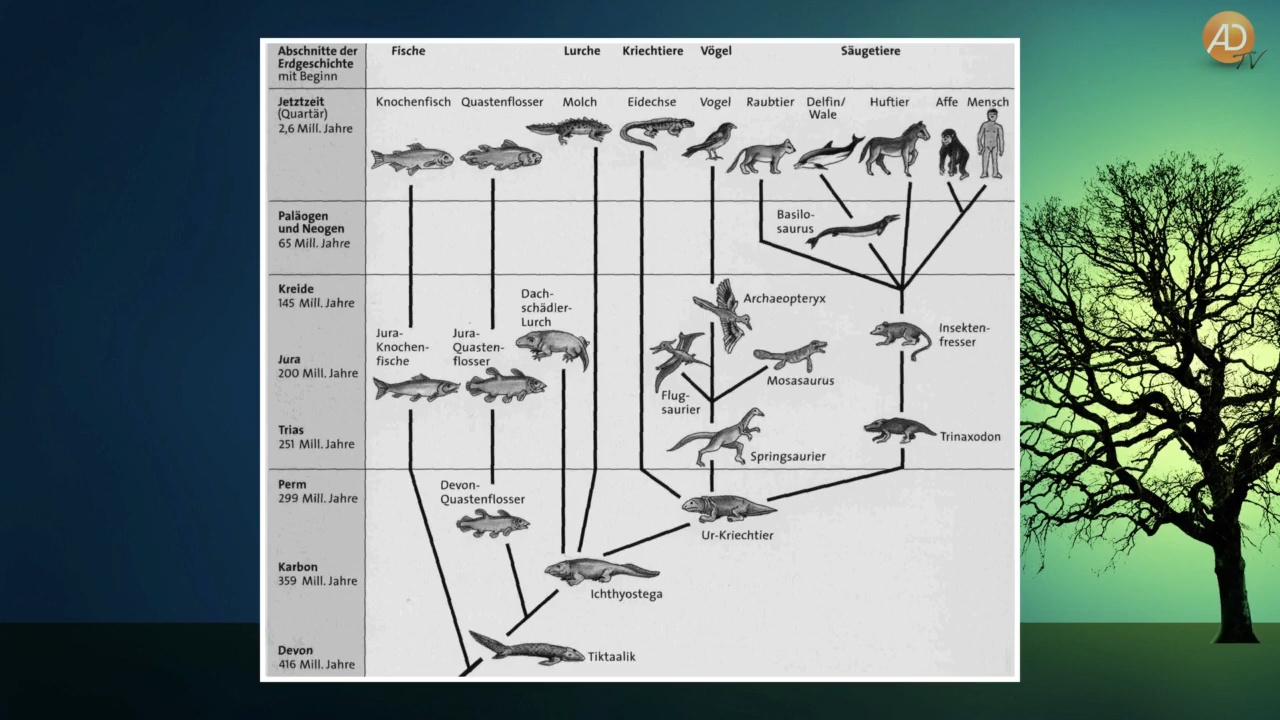 Abschnitte der
Erdgeschichte
mit Beginn
Fische
Lurche
Kriechtiere
Vögel
Säugetiere
Jetztzeit
(Quartär)
2,6 Mill. Jahre
Knochenfisch
Quastenflosser
Molch
Eidechse
Vogel
Raubtier
Delfin/
Wale
Huftier
Affe
Mensch
Paläogen
und Neogen
65 Mill. Jahre
Basilo-
saurus
Kreide
145 Mill. Jahre
Dach-
schädler-
Lurch
Archaeopteryx
Jura-
Knochen-
fische
Jura-
Quasten-
flosser
Insekten-
fresser
Jura
200 Mill. Jahre
Mosasaurus
Flug-
saurier
Trias
251 Mill. Jahre
Springsaurier
Trinaxodon
Perm
299 Mill. Jahre
Devon-
Quastenflosser
Ur-Kriechtier
Karbon
359 Mill. Jahre
Ichthyostega
Devon
416 Mill. Jahre
Tiktaalik
AD
TV